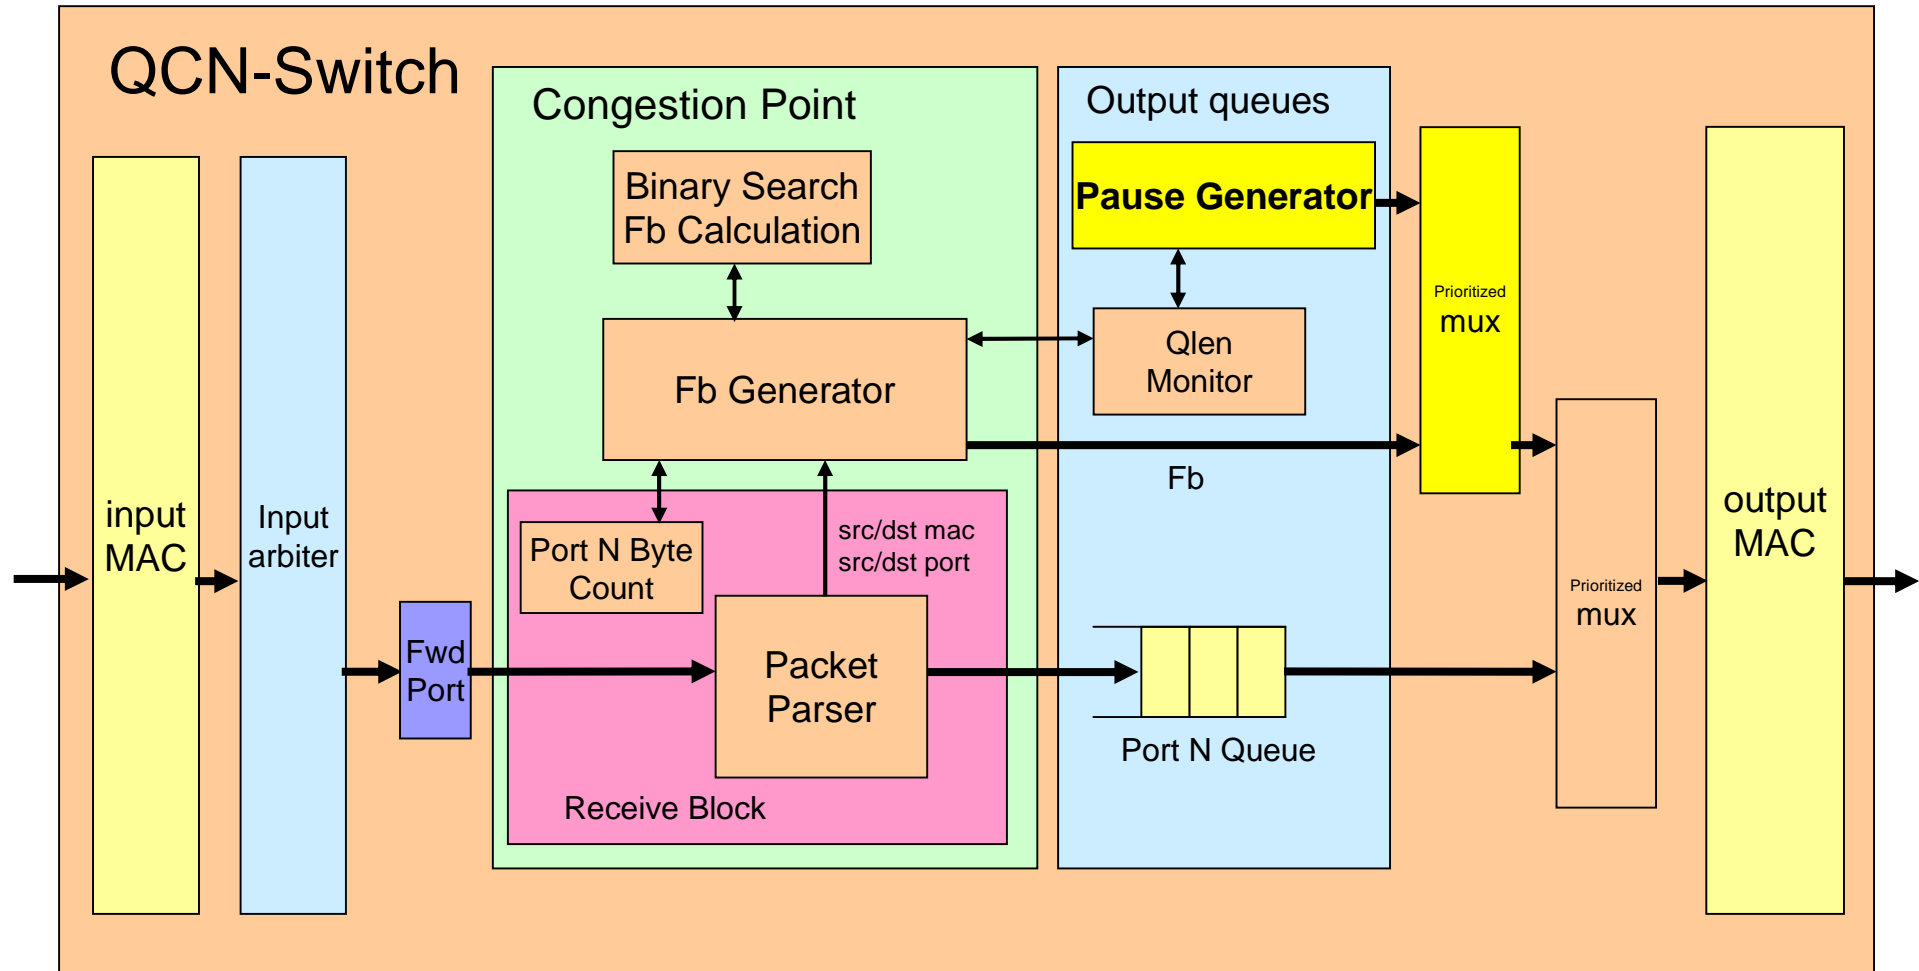 QCN-Switch
Congestion Point
Output queues
Binary Search
Fb Calculation
Pause Generator
Prioritized
mux
Qlen
Monitor
Fb Generator
Fb
input
MAC
Input
arbiter
Port N Byte
Count
src/dst mac
src/dst port
output
MAC
Prioritized
mux
Fwd
Port
Packet
Parser
Port N Queue
Receive Block